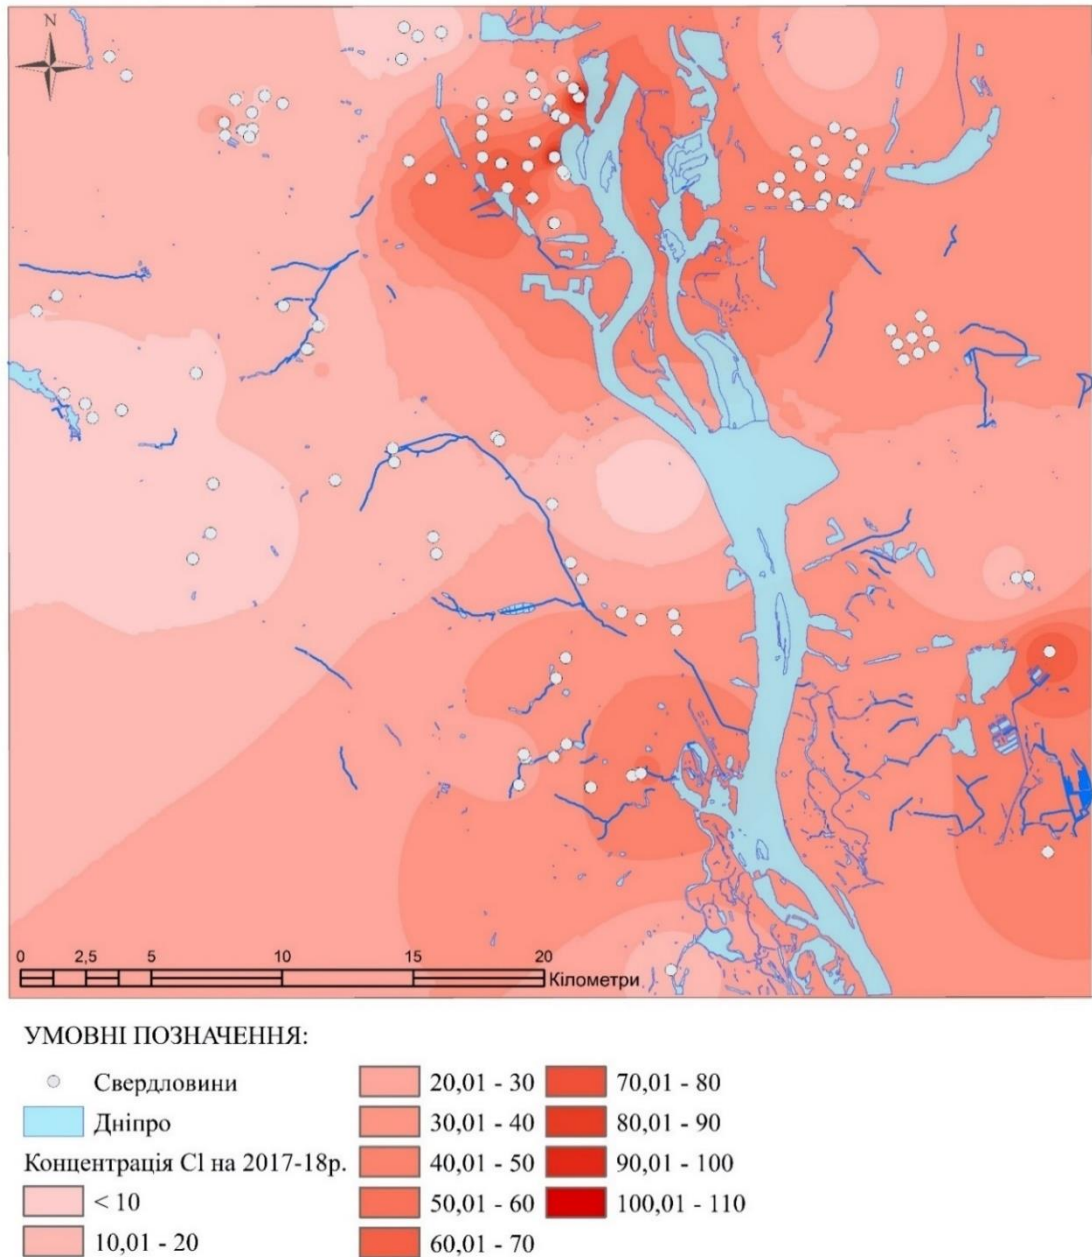 N
0 2,5 5 10 15 20
Кілометри
УМОВНІ ПОЗНАЧЕННЯ:
Свердловини
Дніпро
Концентрація Cl на 2017-18р.
< 10
10,01 - 20
20,01 - 30
30,01 - 40
40,01 - 50
50,01 - 60
60,01 - 70
70,01 - 80
80,01 - 90
90,01 - 100
100,01 - 110